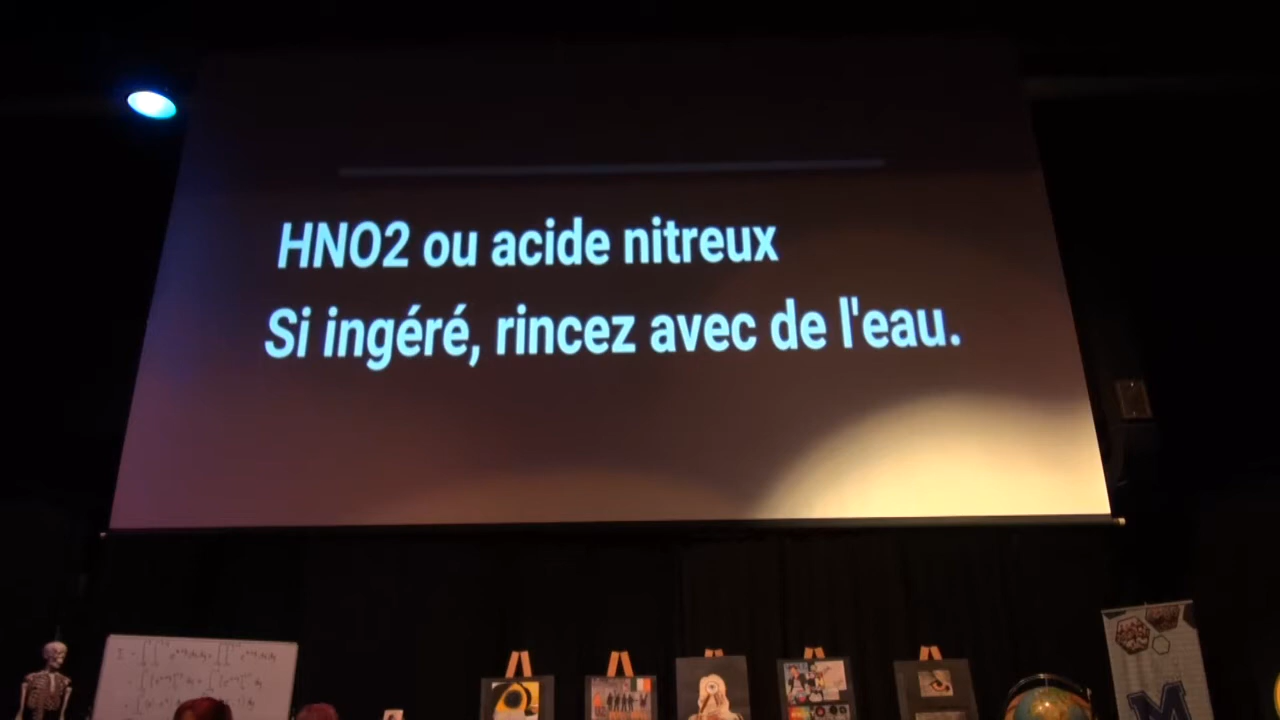 HNO2 ou acide nitreux
Si ingéré, rincez avec de l'eau.
M